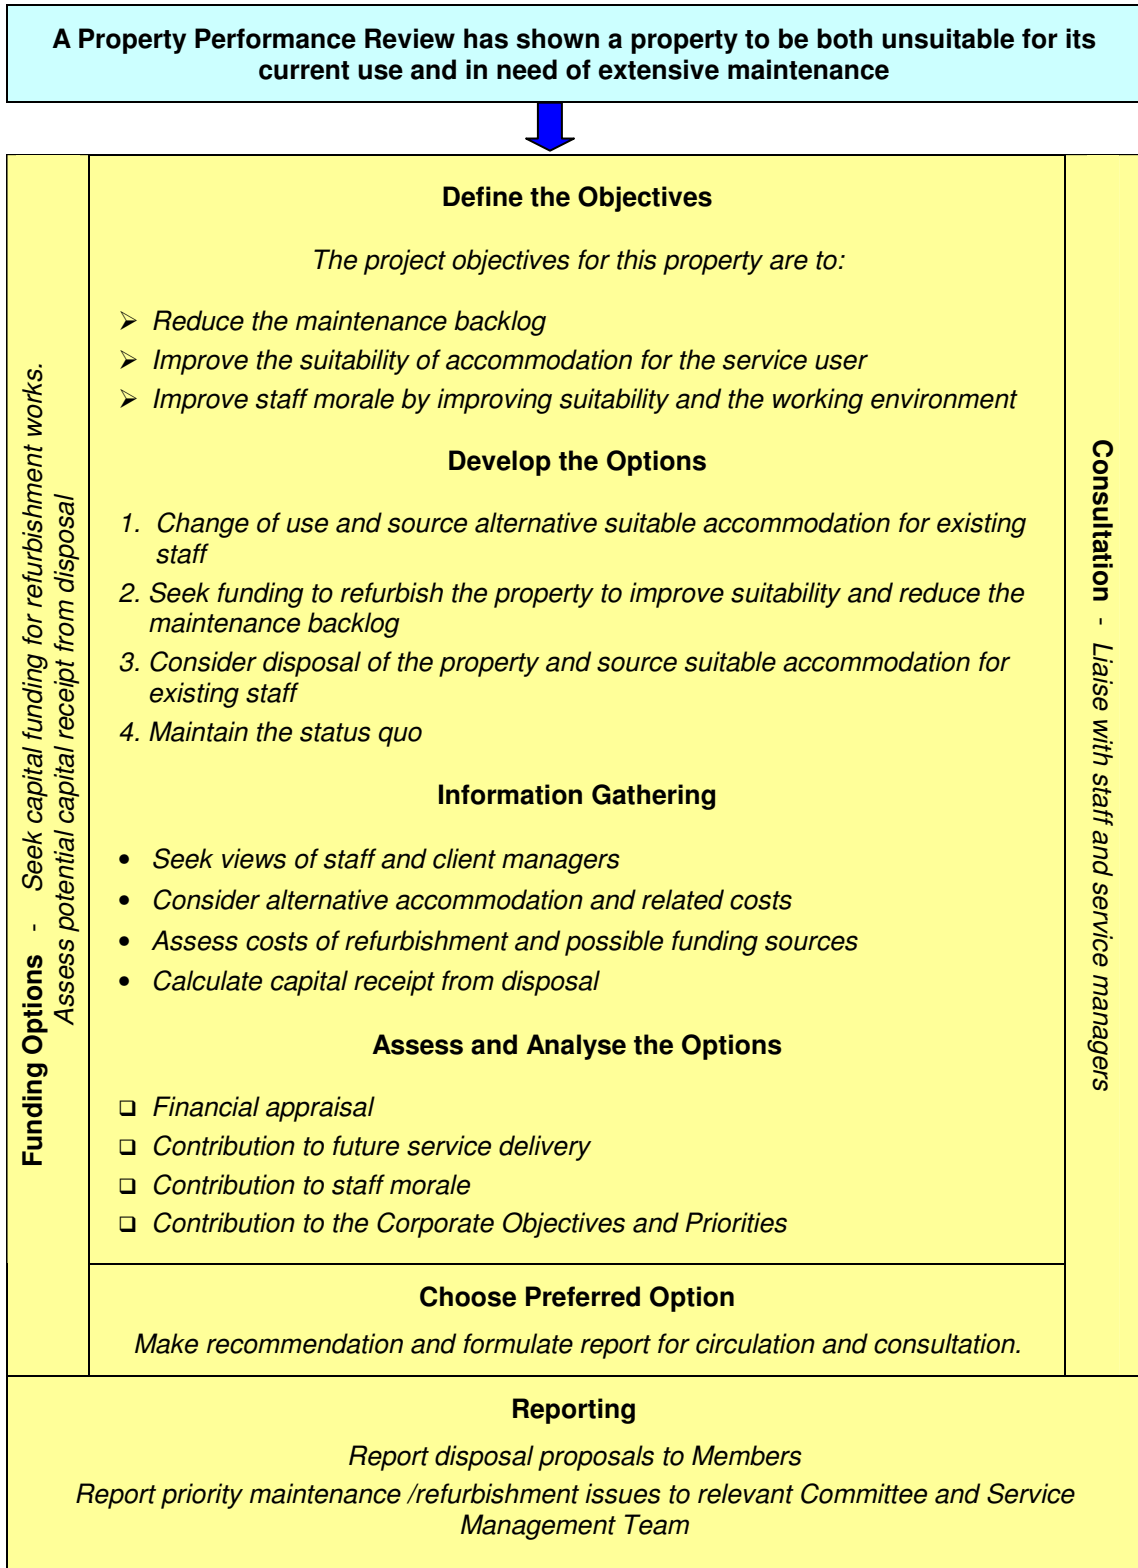 A Property Performance Review has shown a property to be both unsuitable for its
current use and in need of extensive maintenance
Funding Options - Seek capital funding for refurbishment works.
Assess potential capital receipt from disposal
Define the Objectives
The project objectives for this property are to:
➢ Reduce the maintenance backlog
➢ Improve the suitability of accommodation for the service user
➢ Improve staff morale by improving suitability and the working environment
Develop the Options
1. Change of use and source alternative suitable accommodation for existing
staff
2. Seek funding to refurbish the property to improve suitability and reduce the
maintenance backlog
3. Consider disposal of the property and source suitable accommodation for
existing staff
4. Maintain the status quo
Information Gathering
• Seek views of staff and client managers
• Consider alternative accommodation and related costs
• Assess costs of refurbishment and possible funding sources
• Calculate capital receipt from disposal
Assess and Analyse the Options
❑ Financial appraisal
❑ Contribution to future service delivery
❑ Contribution to staff morale
❑ Contribution to the Corporate Objectives and Priorities
Consultation - Liaise with staff and service managers
Choose Preferred Option
Make recommendation and formulate report for circulation and consultation.
Reporting
Report disposal proposals to Members
Report priority maintenance /refurbishment issues to relevant Committee and Service
Management Team